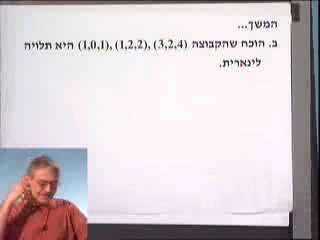 המשך...
ב. הוכח שהקבוצה (1,0,1), (1,2,2), (3,2,4) היא תלויה
לינארית.